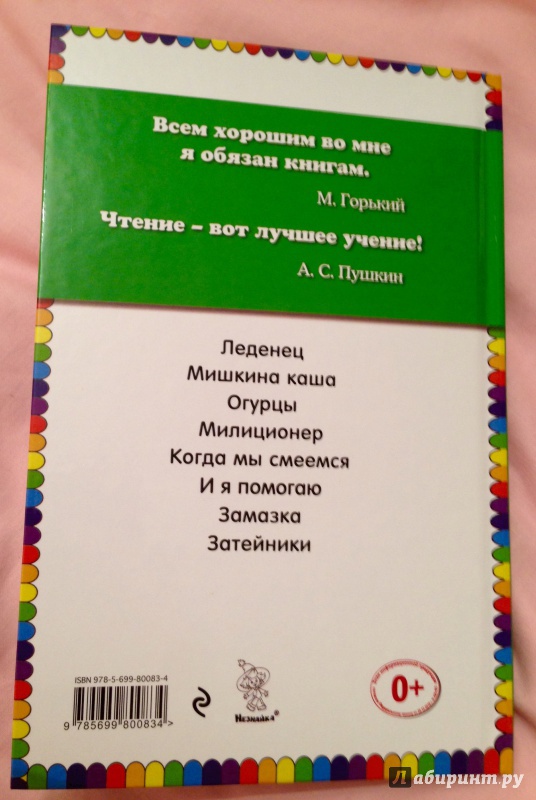 Всем хорошим во мне
я обязан книгам.
М. Горький
Чтение – вот лучшее учение!
А. С. Пушкин
Леденец
Мишкина каша
Огурцы
Милиционер
Когда мы смеемся
И я помогаю
Замазка
Затейники
ISBN 978-5-699-80083-4
9 785699 800834 >
Незнайка®
0+
Лабиринт.ру